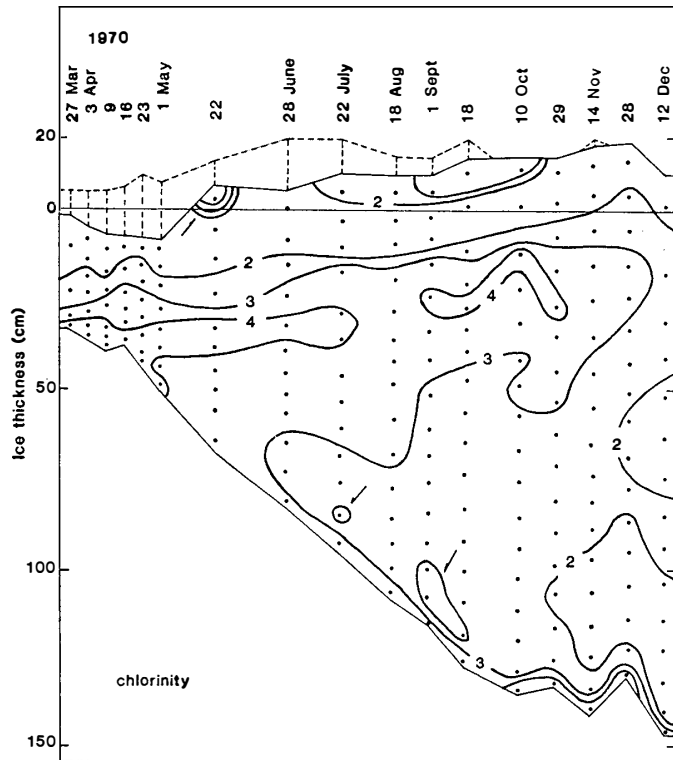 1970
27 Mar
3 Apr
9
16
23
1 May
22
28 June
22 July
18 Aug
1 Sept
18
10 Oct
29
14 Nov
28
12 Dec
20
0
50
100
150
Ice thickness (cm)
2
2
3
4
4
3
2
2
3
chlorinity